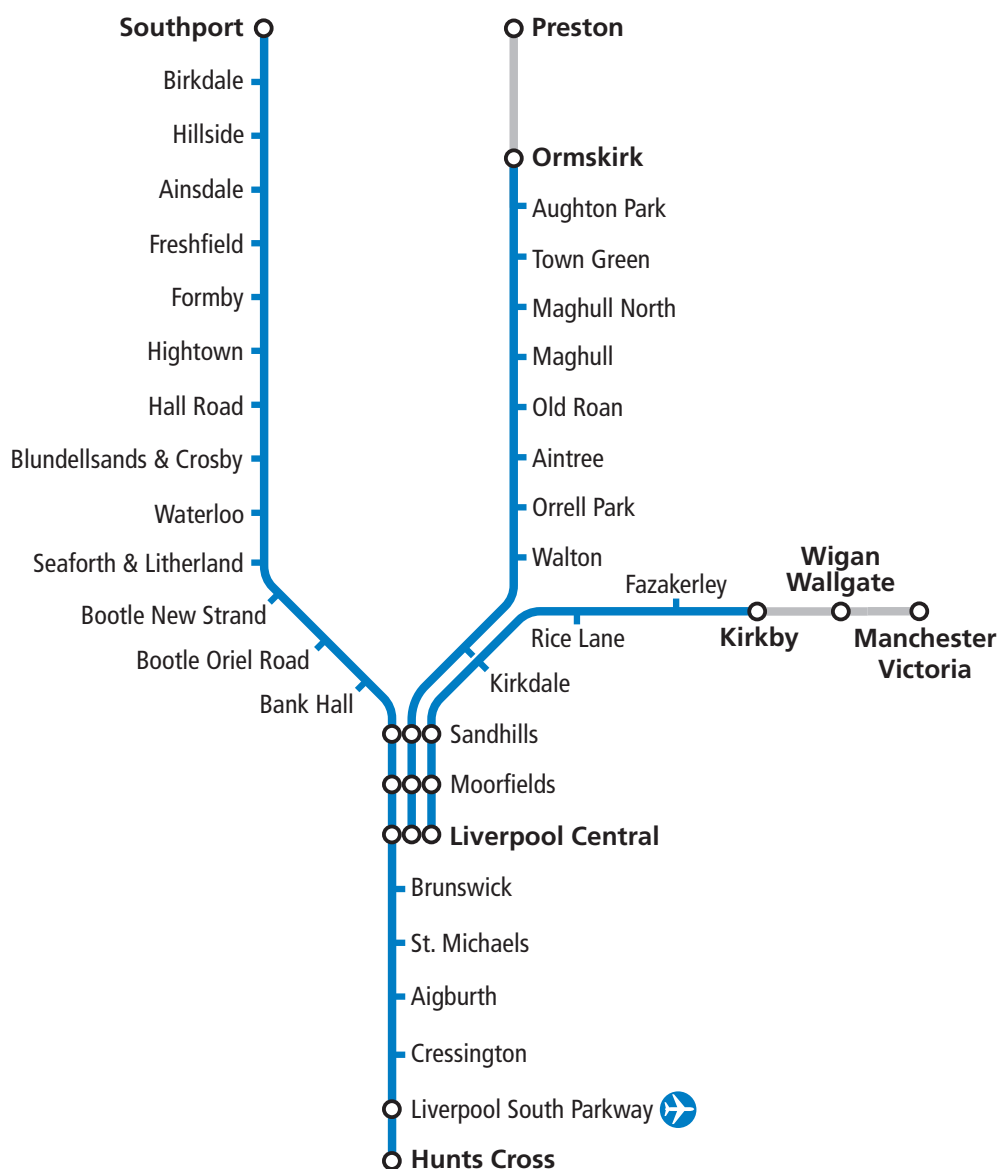 Southport
Birkdale
Hillside
Ainsdale
Freshfield
Formby
Hightown
Hall Road
Blundellsands & Crosby
Waterloo
Seaforth & Litherland
Bootle New Strand
Bootle Oriel Road
Bank Hall
Preston
Ormskirk
Aughton Park
Town Green
Maghull North
Maghull
Old Roan
Aintree
Orrell Park
Walton
Fazakerley
Rice Lane
Kirkby
Wigan
Wallgate
Manchester
Victoria
Kirkdale
Sandhills
Moorfields
Liverpool Central
Brunswick
St. Michaels
Aigburth
Cressington
Liverpool South Parkway
Hunts Cross